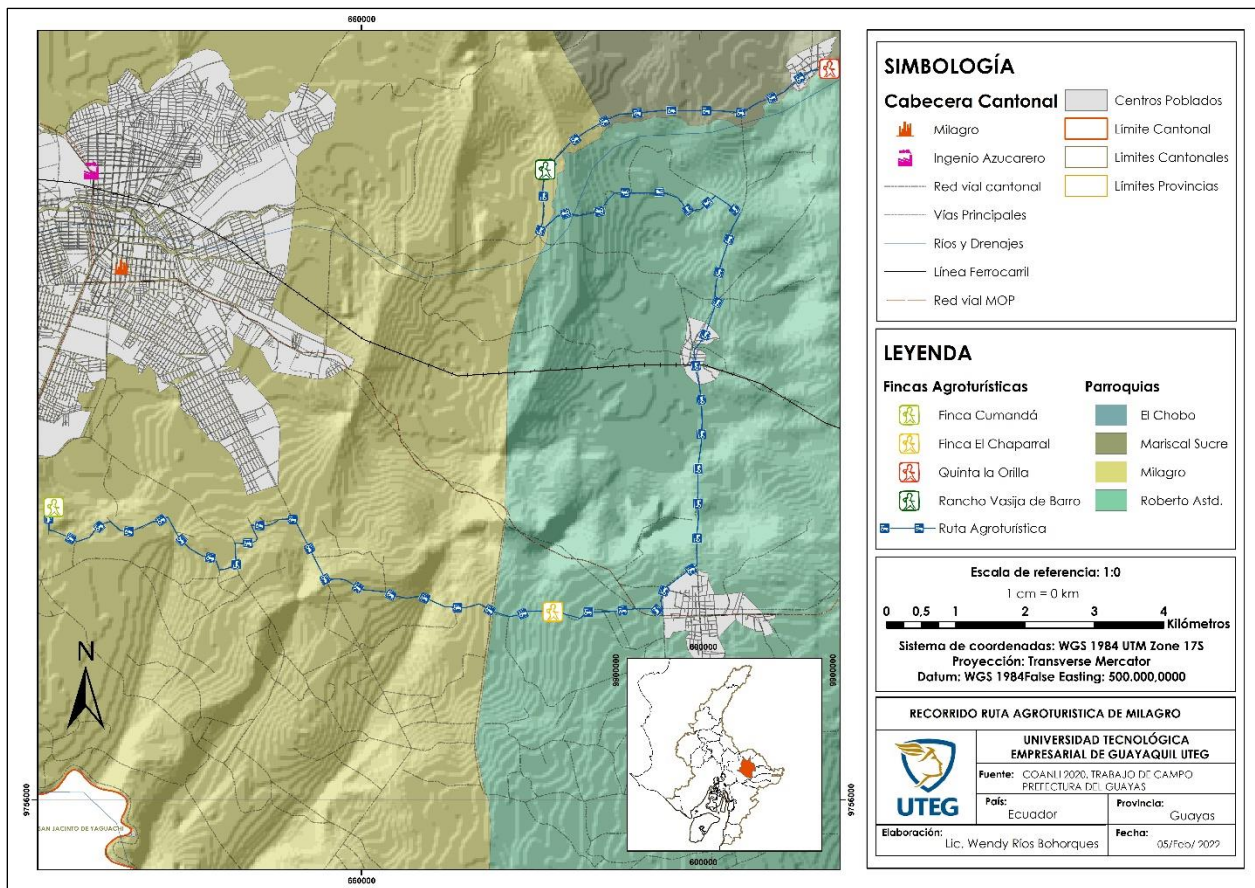 660000
9756000
SAN JACINTO DE YAGUACHI
N
660000
9756000
600000
9900000
9900000
600000
SIMBOLOGÍA
Cabecera Cantonal
Milagro
Ingenio Azucarero
Red vial cantonal
Vías Principales
Ríos y Drenajes
Línea Ferrocarril
Red vial MOP
Centros Poblados
Limite Cantonal
Limites Cantonales
Límites Provincias
LEYENDA
Fincas Agroturísticas
Finca Cumandá
Finca El Chaparral
Quinta la Orilla
Rancho Vasija de Barro
Ruta Agroturística
Parroquias
El Chobo
Mariscal Sucre
Milagro
Roberto Astd.
Escala de referencia: 1:0
1 cm = 0 km
0 0,5 1 2 3 4
Kilómetros
Sistema de coordenadas: WGS 1984 UTM Zone 17S
Proyección: Transverse Mercator
Datum: WGS 1984False Easting: 500.000,0000
RECORRIDO RUTA AGROTURISTICA DE MILAGRO
UTEG
UNIVERSIDAD TECNOLÓGICA
EMPRESARIAL DE GUAYAQUIL UTEG
Fuente: COANLI 2020, TRABAJO DE CAMPO
PREFECTURA DEL GUAYAS
País:
Ecuador
Provincia:
Guayas
Elaboración:
Lic. Wendy Ríos Bohorques
Fecha:
05/Feb/ 2022